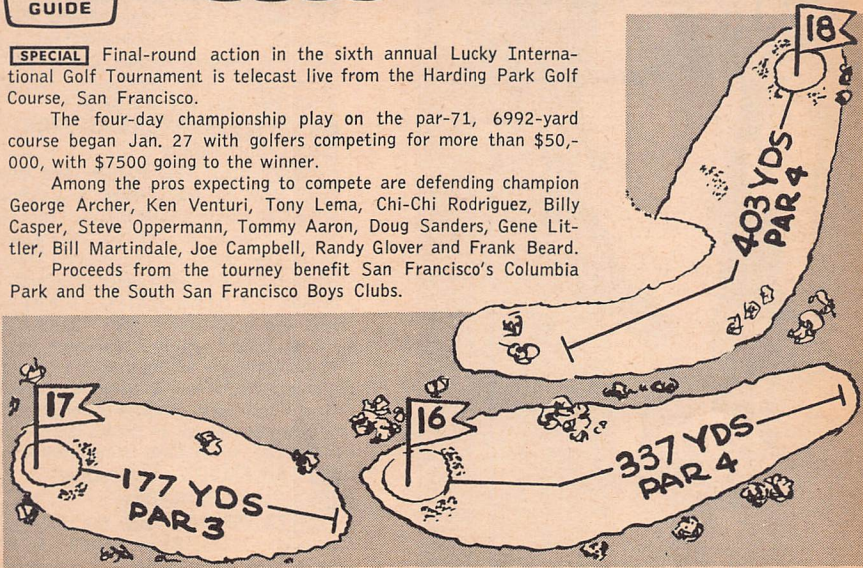 GUIDE
SPECIAL Final-round action in the sixth annual Lucky Interna-
tional Golf Tournament is telecast live from the Harding Park Golf
Course, San Francisco.
The four-day championship play on the par-71, 6992-yard
course began Jan. 27 with golfers competing for more than $50,-
000, with $7500 going to the winner.
Among the pros expecting to compete are defending champion
George Archer, Ken Venturi, Tony Lema, Chi-Chi Rodriguez, Billy
Casper, Steve Oppermann, Tommy Aaron, Doug Sanders, Gene Lit-
tler, Bill Martindale, Joe Campbell, Randy Glover and Frank Beard.
Proceeds from the tourney benefit San Francisco's Columbia
Park and the South San Francisco Boys Clubs.
18
403 YDS
PAR 4
17
177 YDS
PAR 3
16
337 YDS
PAR 4